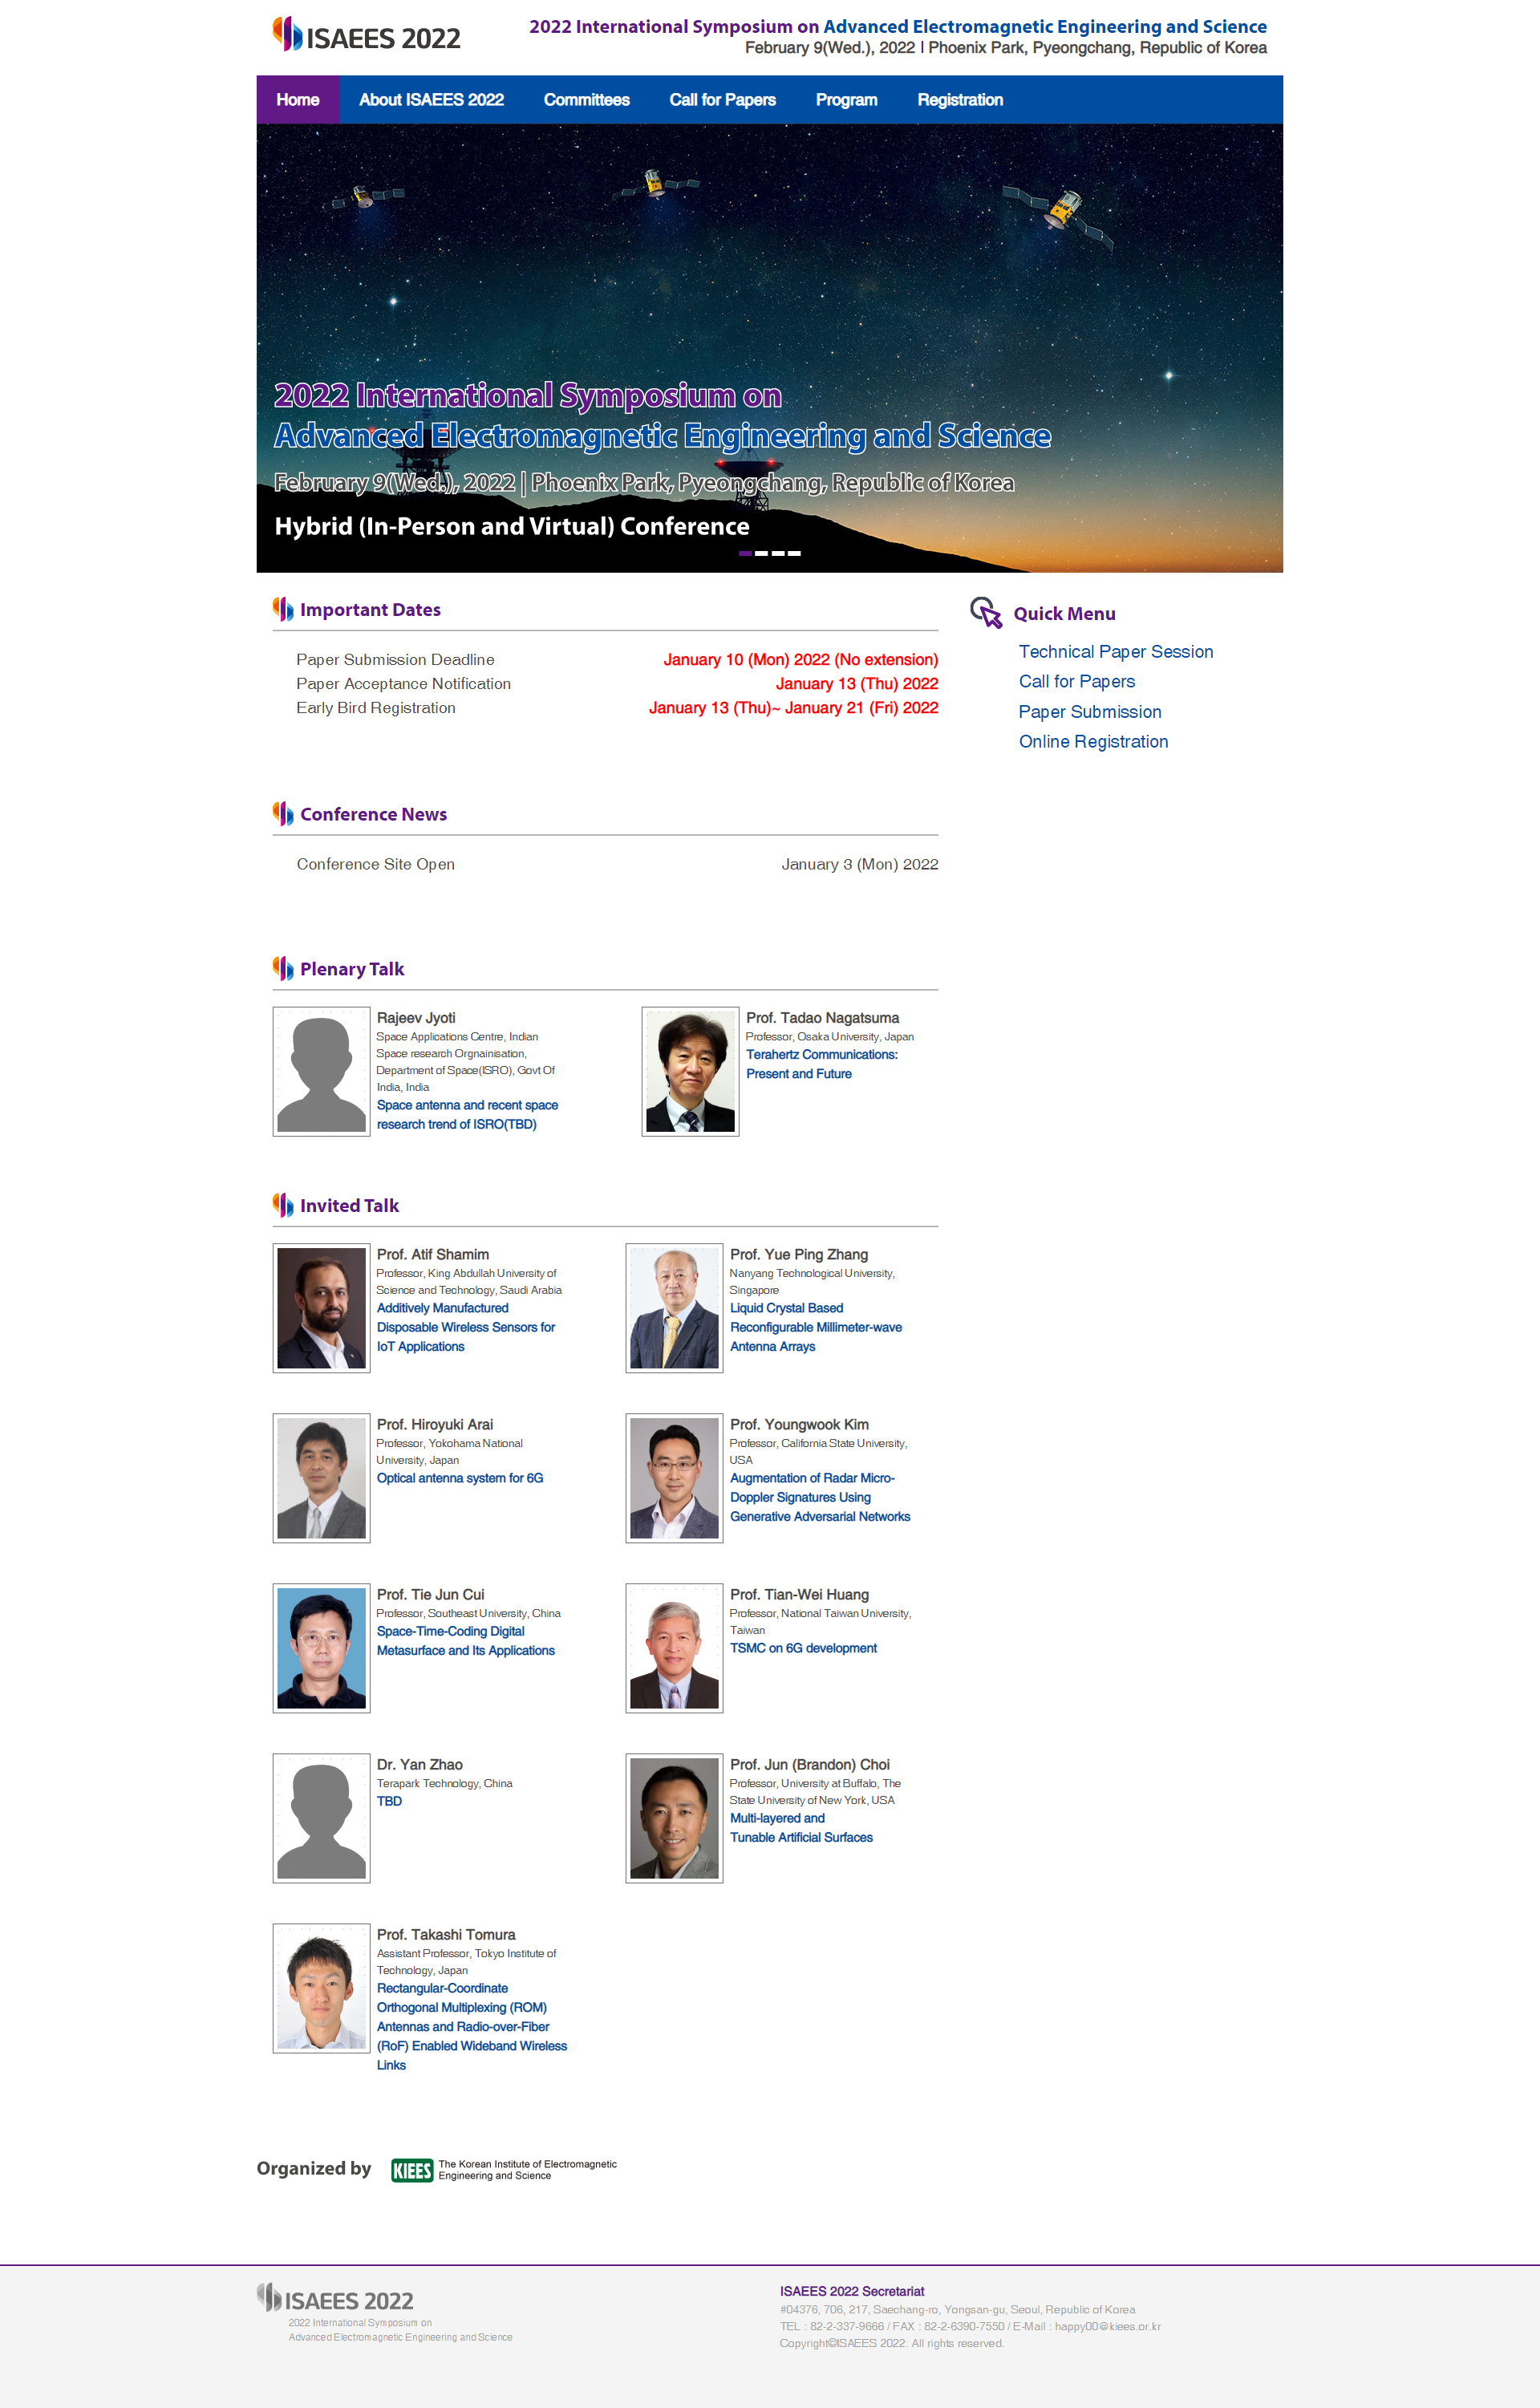 ISAEES 2022
2022 International Symposium on Advanced Electromagnetic Engineering and Science
February 9(Wed.), 2022 | Phoenix Park, Pyeongchang, Republic of Korea
Home About ISAEES 2022 Committees Call for Papers Program Registration
2022 International Symposium on
Advanced Electromagnetic Engineering and Science
February 9(Wed.), 2022 | Phoenix Park, Pyeongchang, Republic of Korea
Hybrid (In-Person and Virtual) Conference
Important Dates
Paper Submission Deadline January 10 (Mon) 2022 (No extension)
Paper Acceptance Notification January 13 (Thu) 2022
Early Bird Registration January 13 (Thu)~ January 21 (Fri) 2022
Quick Menu
Technical Paper Session
Call for Papers
Paper Submission
Online Registration
Conference News
Conference Site Open January 3 (Mon) 2022
Plenary Talk
Rajeev Jyoti
Space Applications Centre, Indian
Space research Orgnainisation,
Department of Space(ISRO), Govt Of
India, India
Space antenna and recent space
research trend of ISRO(TBD)
Prof. Tadao Nagatsuma
Professor, Osaka University, Japan
Terahertz Communications:
Present and Future
Invited Talk
Prof. Atif Shamim
Professor, King Abdullah University of
Science and Technology, Saudi Arabia
Additively Manufactured
Disposable Wireless Sensors for
IoT Applications
Prof. Yue Ping Zhang
Nanyang Technological University,
Singapore
Liquid Crystal Based
Reconfigurable Millimeter-wave
Antenna Arrays
Prof. Hiroyuki Arai
Professor, Yokohama National
University, Japan
Optical antenna system for 6G
Prof. Youngwook Kim
Professor, California State University,
USA
Augmentation of Radar Micro-
Doppler Signatures Using
Generative Adversarial Networks
Prof. Tie Jun Cui
Professor, Southeast University, China
Space-Time-Coding Digital
Metasurface and Its Applications
Prof. Tian-Wei Huang
Professor, National Taiwan University,
Taiwan
TSMC on 6G development
Dr. Yan Zhao
Terapark Technology, China
TBD
Prof. Jun (Brandon) Choi
Professor, University at Buffalo, The
State University of New York, USA
Multi-layered and
Tunable Artificial Surfaces
Prof. Takashi Tomura
Assistant Professor, Tokyo Institute of
Technology, Japan
Rectangular-Coordinate
Orthogonal Multiplexing (ROM)
Antennas and Radio-over-Fiber
(RoF) Enabled Wideband Wireless
Links
Organized by
KIEES
The Korean Institute of Electromagnetic
Engineering and Science
ISAEES 2022
2022 International Symposium on
Advanced Electromagnetic Engineering and Science
ISAEES 2022 Secretariat
#04376, 706, 217, Saechang-ro, Yongsan-gu, Seoul, Republic of Korea
TEL : 82-2-337-9666 / FAX : 82-2-6390-7550 / E-Mail : happy00@kiees.or.kr
Copyright©ISAEES 2022. All rights reserved.